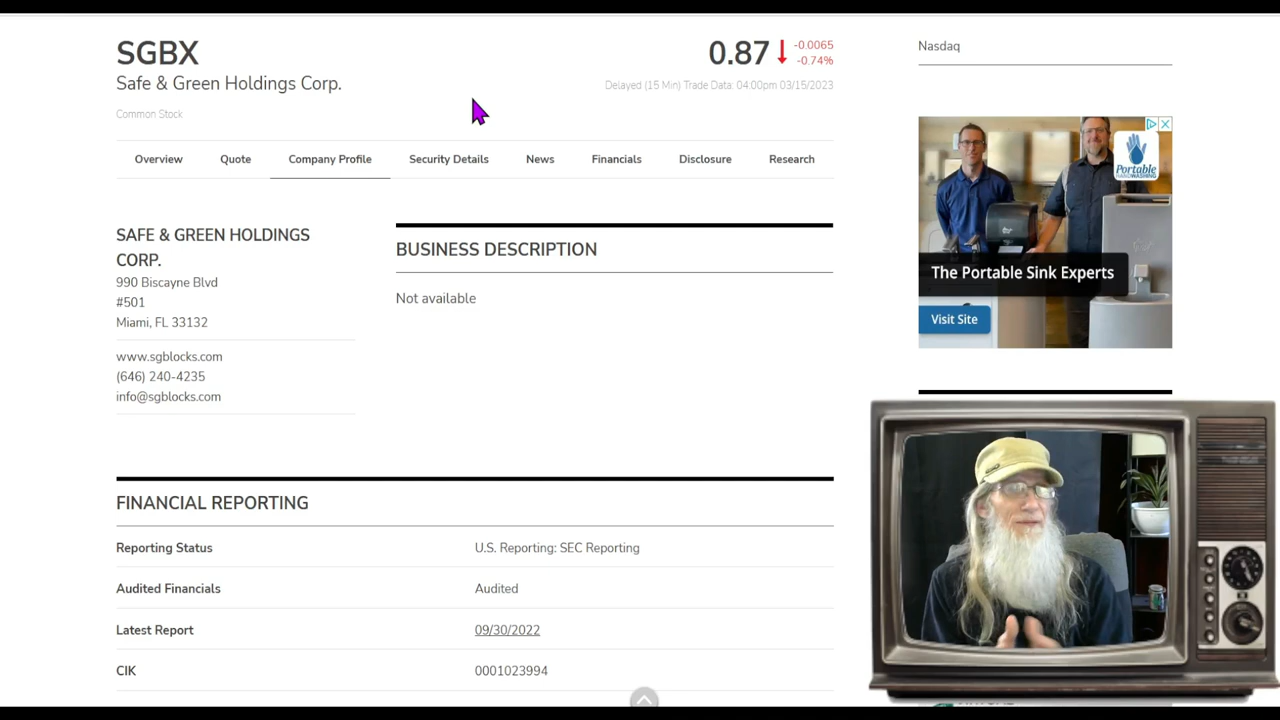 SGBX
0.87
-0.0065
-0.74%
Safe & Green Holdings Corp.
Delayed (15 Min) Trade Data: 04:00pm 03/15/2023
Common Stock
Overview
Quote
Company Profile
Security Details
News
Financials
Disclosure
Research
SAFE & GREEN HOLDINGS
CORP.
990 Biscayne Blvd
#501
Miami, FL 33132
www.sgblocks.com
(646) 240-4235
info@sgblocks.com
BUSINESS DESCRIPTION
Not available
FINANCIAL REPORTING
Reporting Status
U.S. Reporting: SEC Reporting
Audited Financials
Audited
Latest Report
09/30/2022
CIK
0001023994
Nasdaq
Portable
HANDWASHING
The Portable Sink Experts
Visit Site